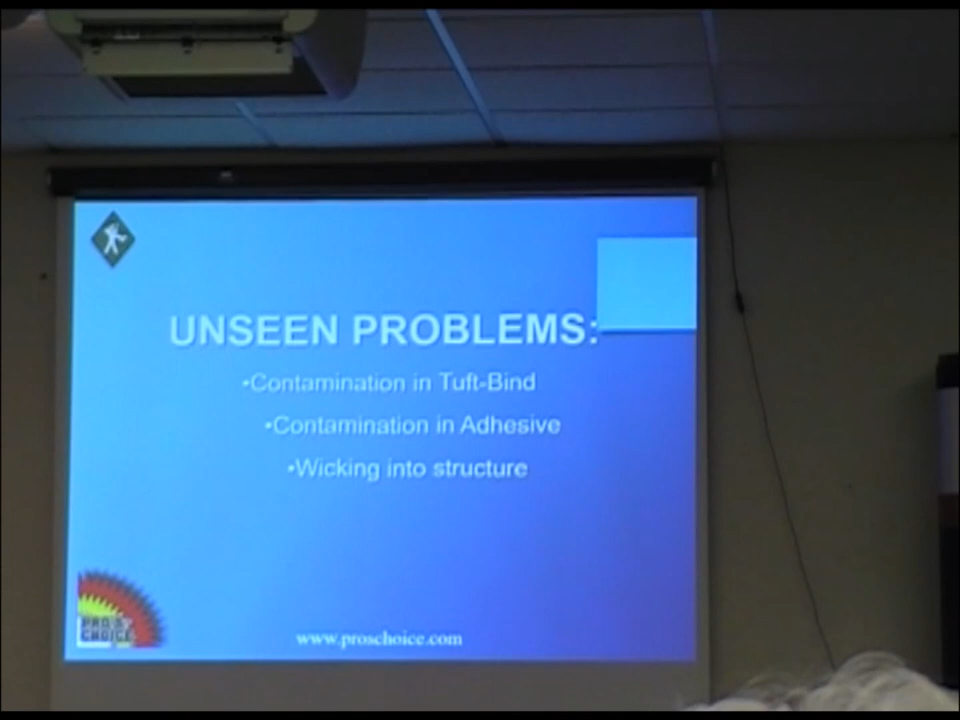 UNSEEN PROBLEMS:
•Contamination in Tuft-Bind
•Contamination in Adhesive
•Wicking into structure
PRO'S
CHOICE
www.proschoice.com